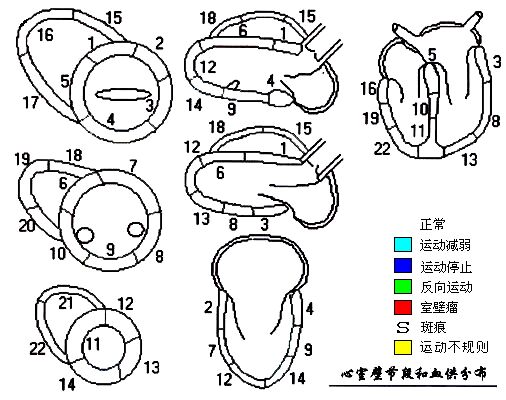 16 15
1 2
5
17 4 3
18 15
6 1
12
14 9 4
18 15
12 1
6
13 8 3
5 3
16
19 10 8
11
22 13
19 18 7
6
20
10 9 8
21 12
22 11
14 13
2 4
7 9
12 14
正常
运动减弱
运动停止
反向运动
室壁瘤
S 斑痕
运动不规则
心室壁节段和血供分布